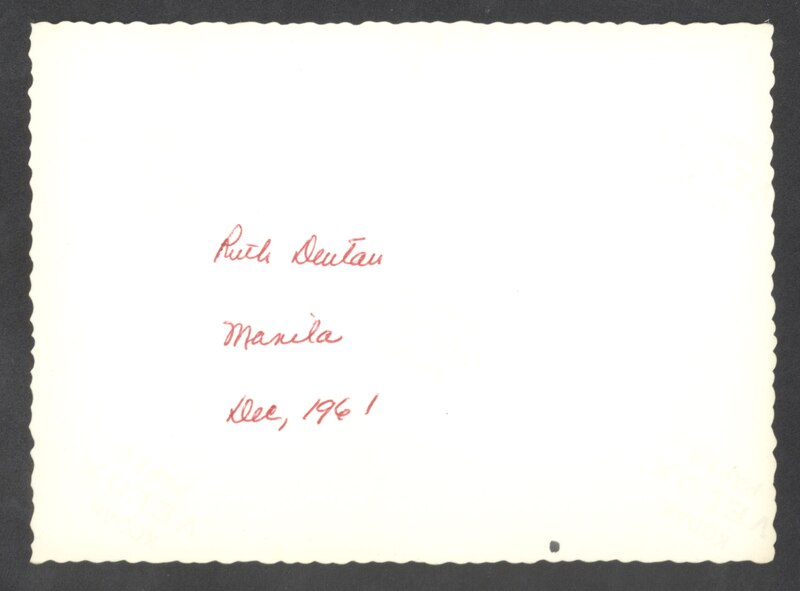 Ruth Dentan
Manila
Dec, 1961